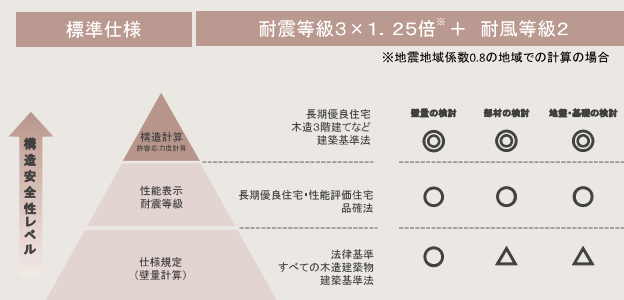 標準仕様
耐震等級3×1.25倍※＋ 耐風等級2
※地震地域係数0.8の地域での計算の場合
構造安全性レベル
構造計算
許容応力度計算
長期優良住宅
木造3階建てなど
建築基準法
壁量の検討 部材の検討 地盤・基礎の検討
◎ ◎ ◎
性能表示
耐震等級
長期優良住宅・性能評価住宅
品確法
○ ○ ○
仕様規定
（壁量計算）
法律基準
すべての木造建築物
建築基準法
○ △ △